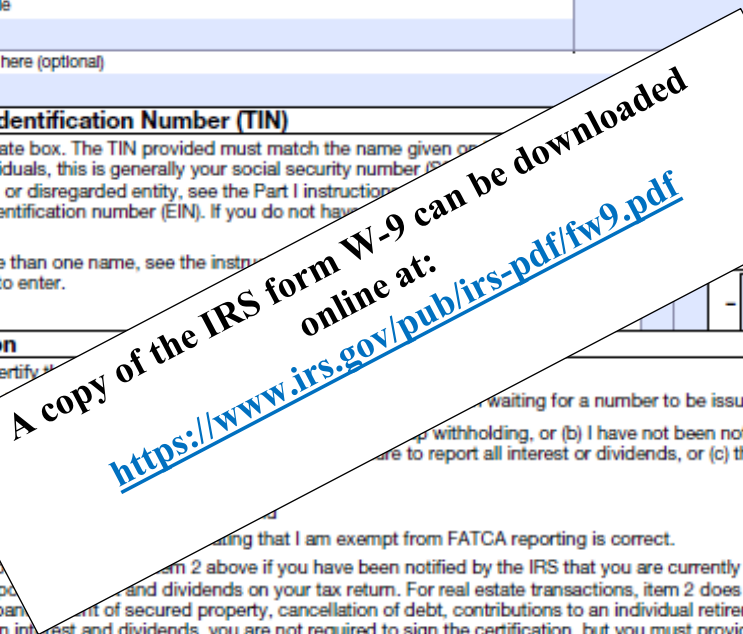 here (optional)
dentification Number (TIN)
ate box. The TIN provided must match the name given on
iduals, this is generally your social security number
or disregarded entity, see the Part I instructions
entification number (EIN). If you do not have
e than one name, see the
to enter.
on
ertify
A copy of the IRS form W-9 can be downloaded
online at:
https://www.irs.gov/pub/irs-pdf/fw9.pdf
–
waiting for a number to be issu
withholding, or (b) I have not been not
to report all interest or dividends, or (c) th
ating that I am exempt from FATCA reporting is correct.
m 2 above if you have been notified by the IRS that you are currently
and dividends on your tax return. For real estate transactions, item 2 does
t of secured property, cancellation of debt, contributions to an individual retire
and dividends, you are not required to sign the certification, but you must provid